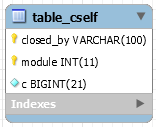 table_cself
closed_by VARCHAR(100)
module INT(11)
c BIGINT(21)
Indexes